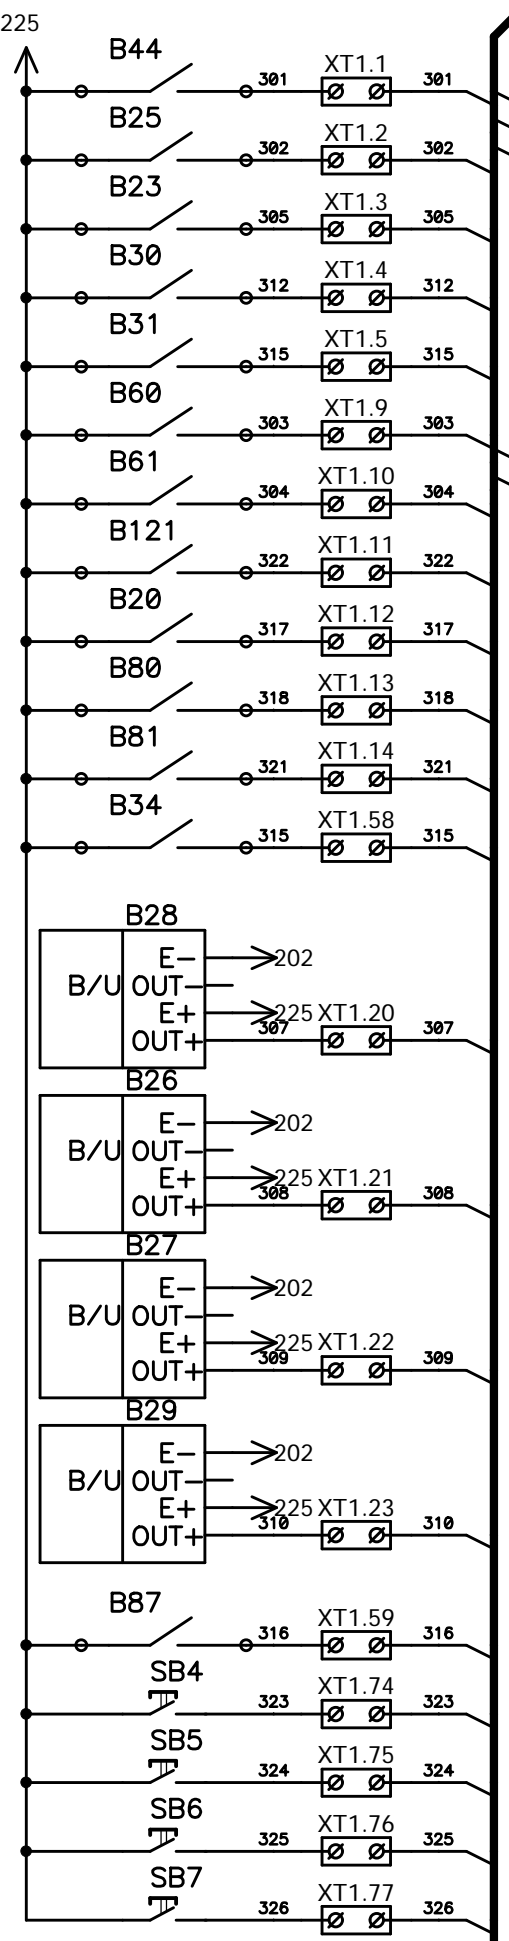 225
B44
301 XT1.1 301
B25
302 XT1.2 302
B23
305 XT1.3 305
B30
312 XT1.4 312
B31
315 XT1.5 315
B60
303 XT1.9 303
B61
304 XT1.10 304
B121
322 XT1.11 322
B20
317 XT1.12 317
B80
318 XT1.13 318
B81
321 XT1.14 321
B34
315 XT1.58 315
B28
E- 202
B/U OUT-
E+ 225 XT1.20
OUT+ 307 307
B26
E- 202
B/U OUT-
E+ 225 XT1.21
OUT+ 308 308
B27
E- 202
B/U OUT-
E+ 225 XT1.22
OUT+ 309 309
B29
E- 202
B/U OUT-
E+ 225 XT1.23
OUT+ 310 310
B87
316 XT1.59 316
SB4
323 XT1.74 323
SB5
324 XT1.75 324
SB6
325 XT1.76 325
SB7
326 XT1.77 326